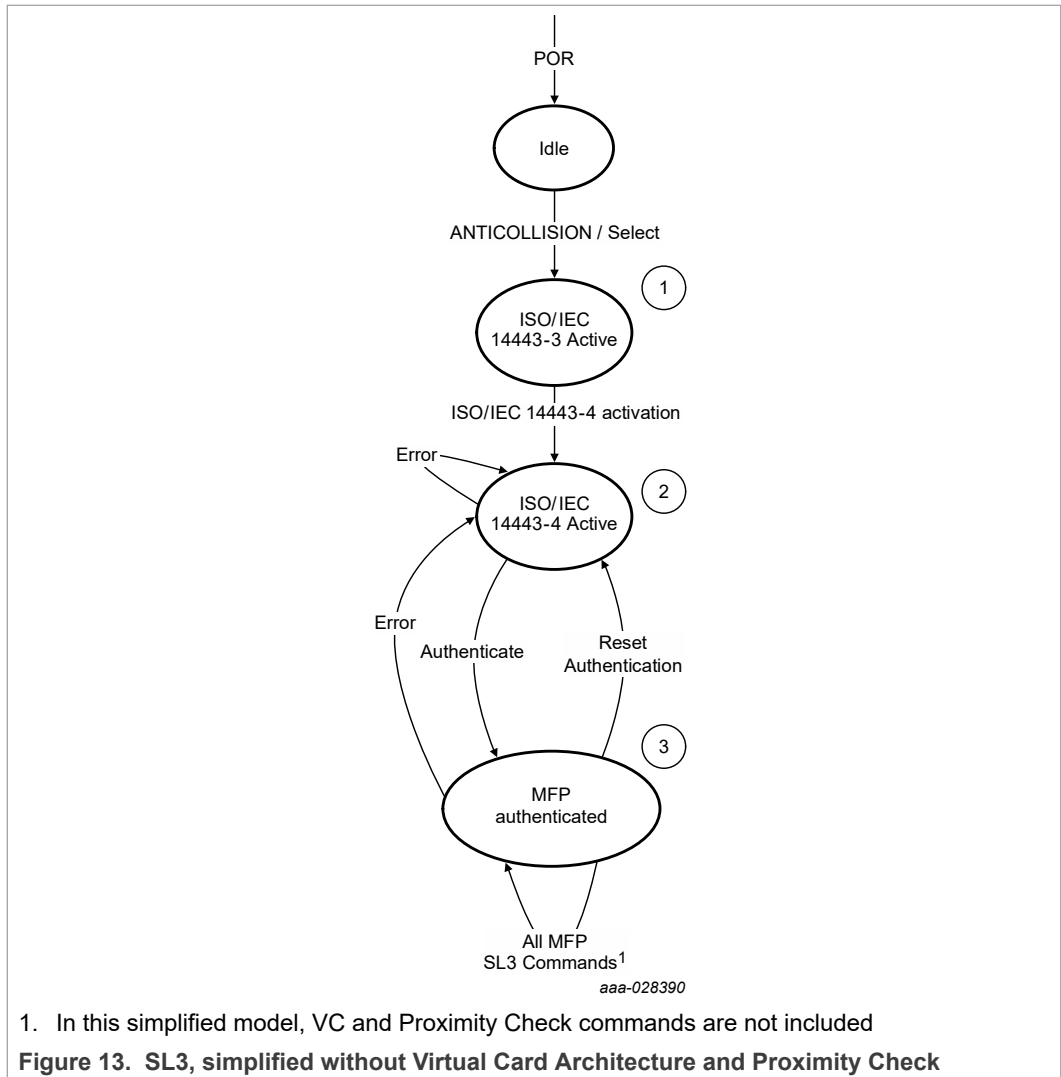 POR
Idle
ANTICOLLISION / Select
1
ISO/IEC
14443-3 Active
ISO/IEC 14443-4 activation
Error
2
ISO/IEC
14443-4 Active
Error
Authenticate
Reset
Authentication
3
MFP
authenticated
All MFP
SL3 Commands1
aaa-028390
1. In this simplified model, VC and Proximity Check commands are not included
Figure 13. SL3, simplified without Virtual Card Architecture and Proximity Check